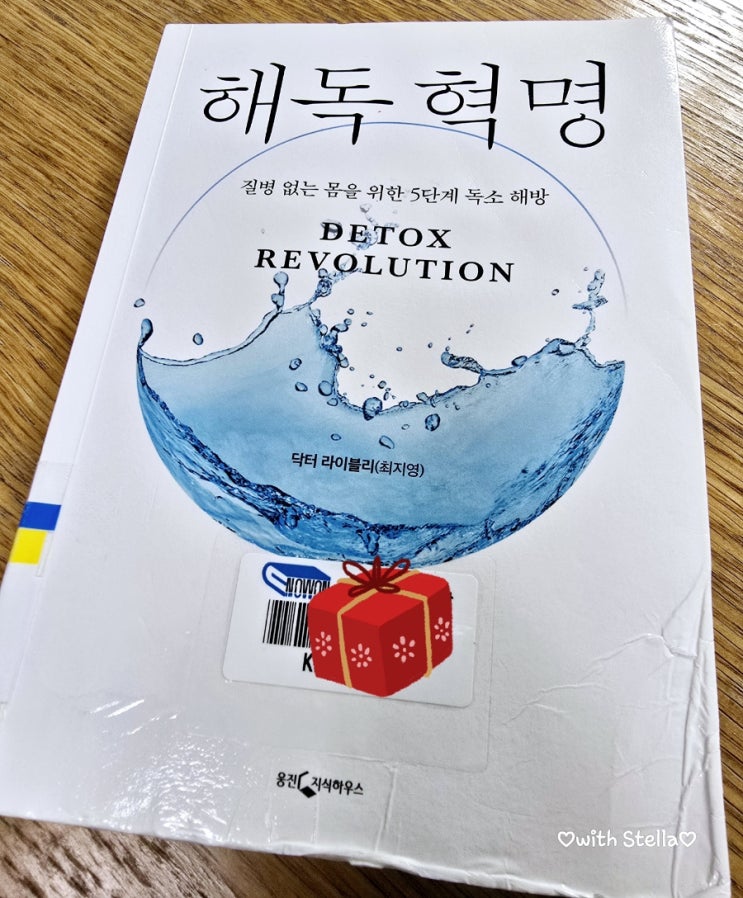 해독 혁명
질병 없는 몸을 위한 5단계 독소 해방
DETOX
REVOLUTION
닥터 라이블리(최지영)
NOWON
K
웅진 지식하우스
♡with Stella♡